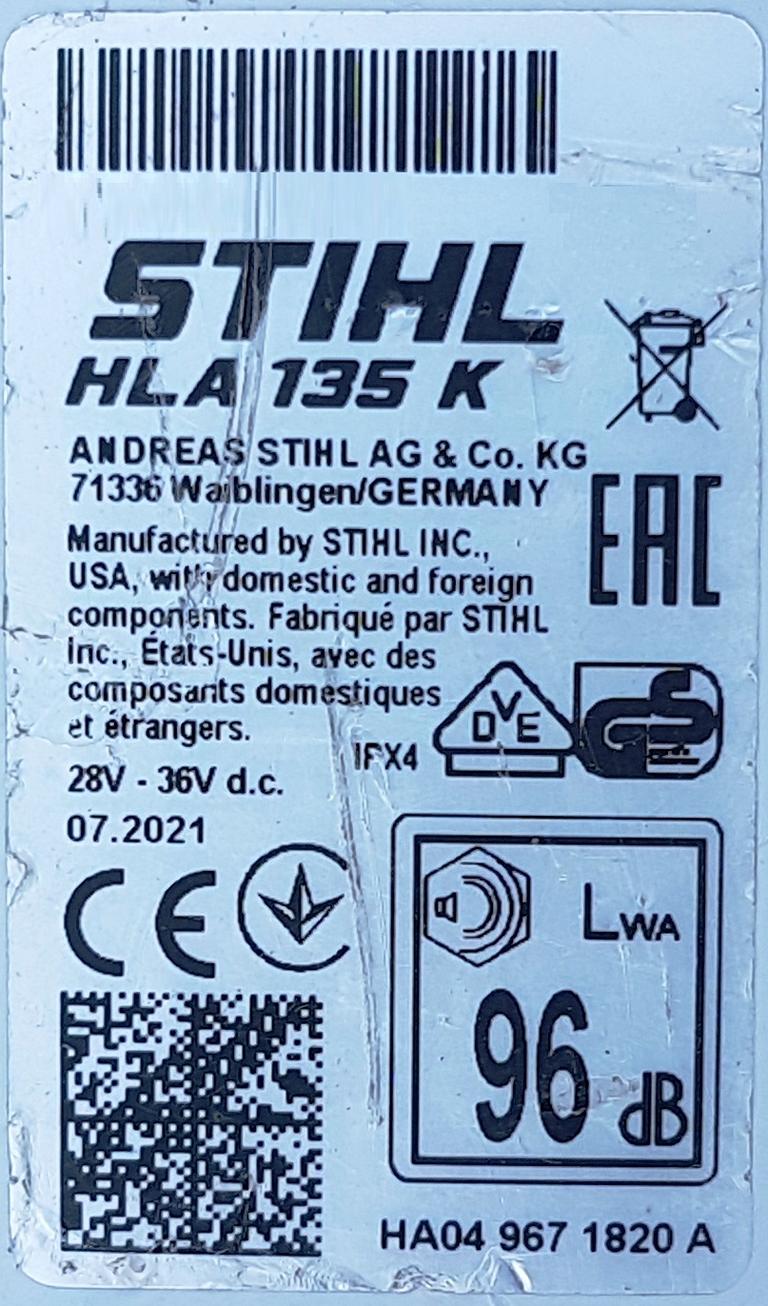 STIHL
HLA 135 K
ANDREAS STIHL AG & Co. KG
71336 Waiblingen/GERMANY
EAC
Manufactured by STIHL INC.,
USA, with domestic and foreign
components. Fabriqué par STIHL
Inc., États-Unis, avec des
composants domestiques
et étrangers.
DVE
IPX4
28V - 36V d.c.
07.2021
CE
LWA
96 dB
HA04 967 1820 A